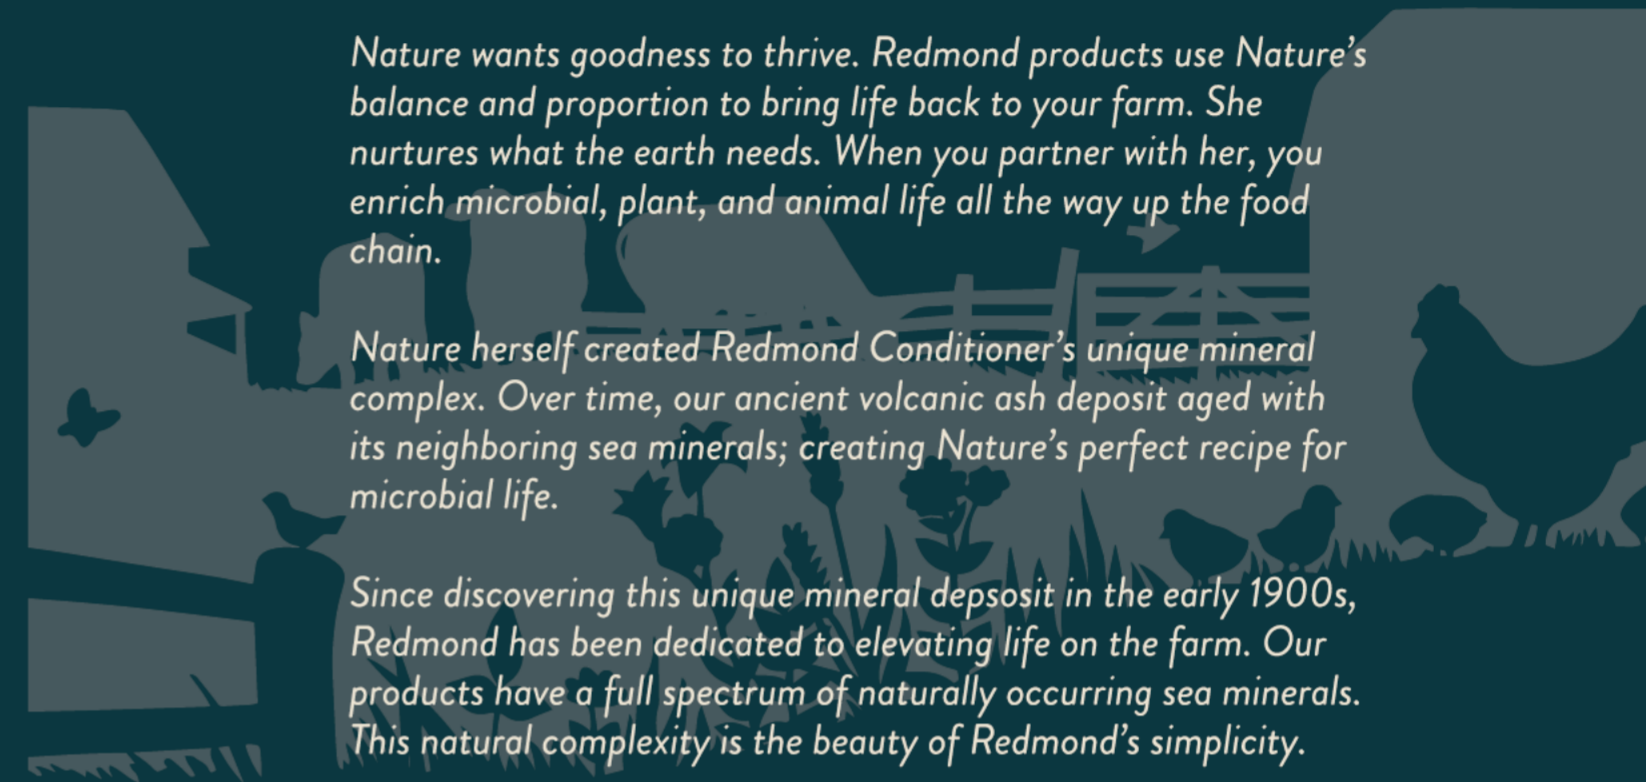 Nature wants goodness to thrive. Redmond products use Nature's
balance and proportion to bring life back to your farm. She
nurtures what the earth needs. When you partner with her, you
enrich microbial, plant, and animal life all the way up the food
chain.
Nature herself created Redmond Conditioner's unique mineral
complex. Over time, our ancient volcanic ash deposit aged with
its neighboring sea minerals; creating Nature's perfect recipe for
microbial life.
Since discovering this unique mineral depsosit in the early 1900s,
Redmond has been dedicated to elevating life on the farm. Our
products have a full spectrum of naturally occurring sea minerals.
This natural complexity is the beauty of Redmond's simplicity.